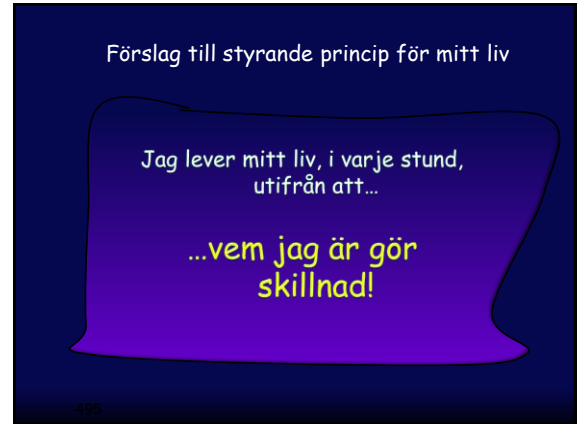 Förslag till styrande princip för mitt liv
Jag lever mitt liv, i varje stund,
utifrån att…
…vem jag är gör
skillnad!
495